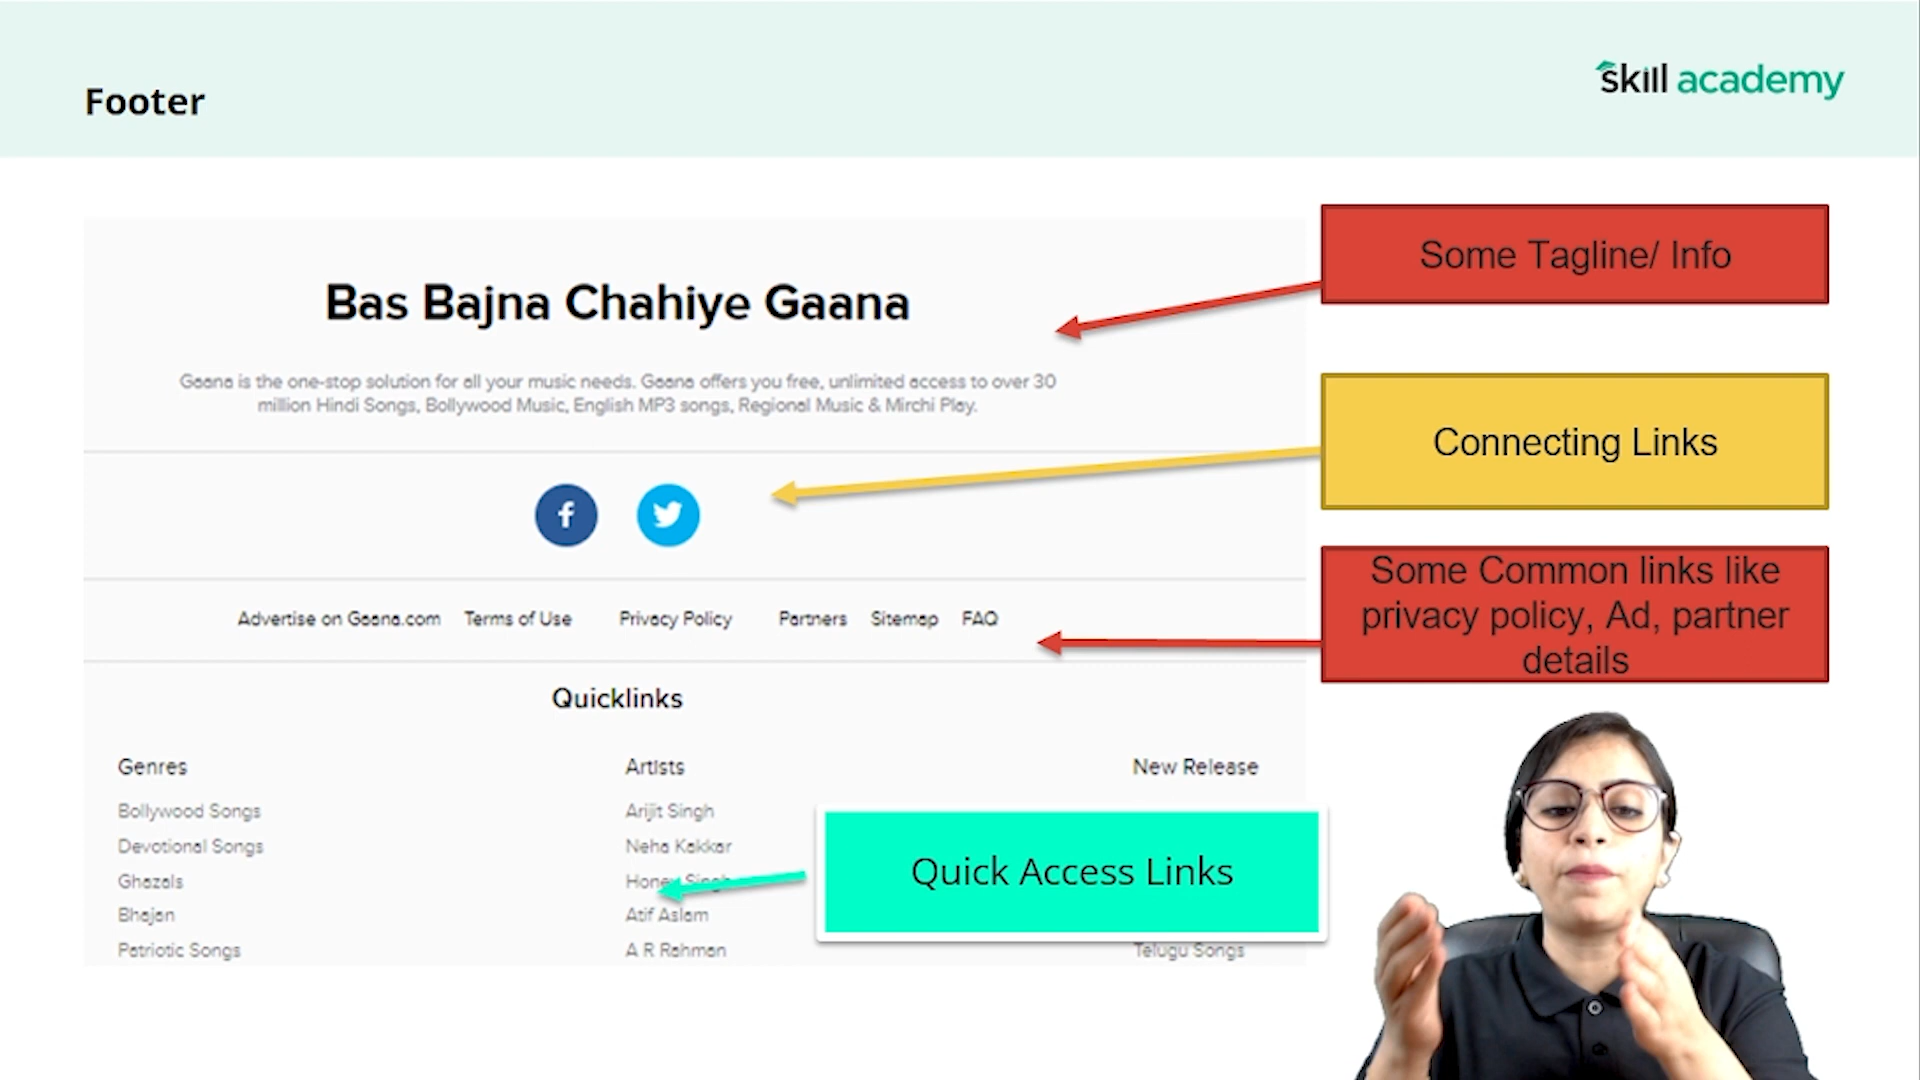 Footer
skill academy
Bas Bajna Chahiye Gaana
Gaana is the one-stop solution for all your music needs. Gaana offers you free, unlimited access to over 30
million Hindi Songs, Bollywood Music, English MP3 songs, Regional Music & Mirchi Play.
Some Tagline/ Info
Connecting Links
Some Common links like
privacy policy, Ad, partner
details
Advertise on Gaana.com Terms of Use Privacy Policy Partners Sitemap FAQ
Quicklinks
Genres
Bollywood Songs
Devotional Songs
Ghazals
Bhajan
Patriotic Songs
Artists
Arijit Singh
Neha Kakkar
Honey Singh
Atif Aslam
A R Rahman
New Release
Telugu Songs
Quick Access Links